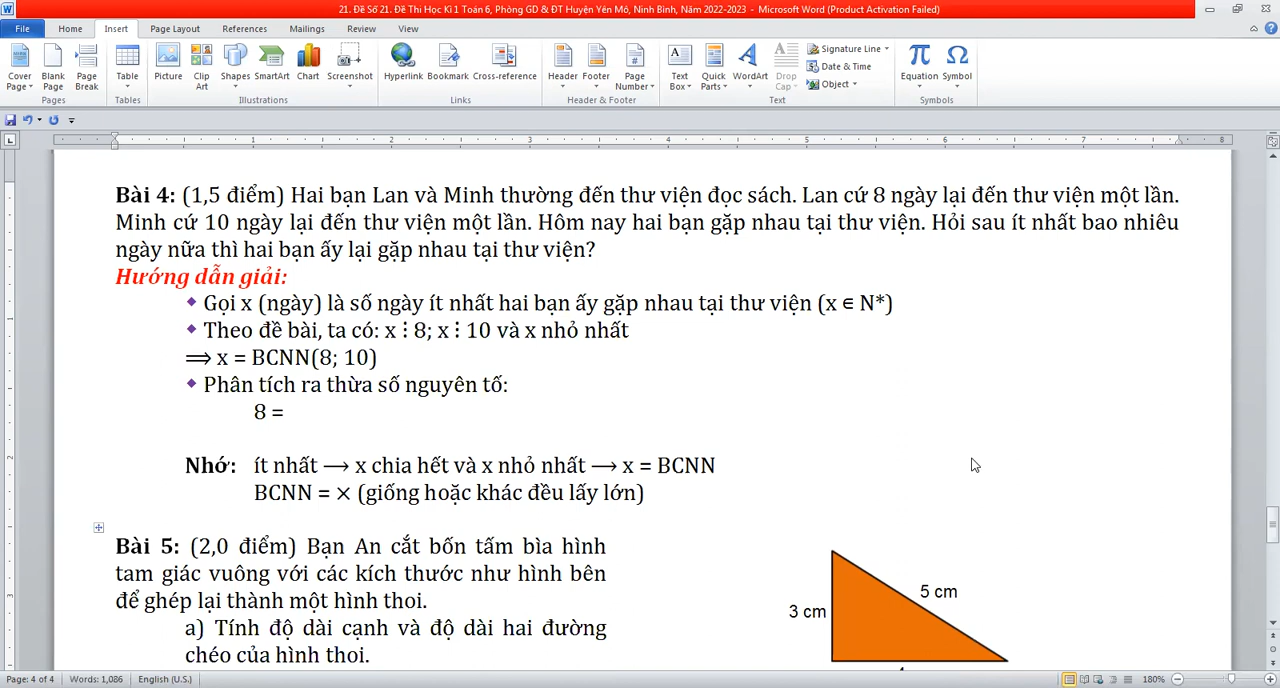 21. Đề Số 21. Đề Thi Học Kì 1 Toán 6, Phòng GD & ĐT Huyện Yên Mô, Ninh Bình, Năm 2022-2023 - Microsoft Word (Product Activation Failed)
File Home Insert Page Layout References Mailings Review View
Cover Page Blank Page Page Break Table Picture Clip Art Shapes SmartArt Chart Screenshot Hyperlink Bookmark Cross-reference Header Footer Page Number Text Box Quick Parts WordArt Drop Cap Signature Line Date & Time Object Equation Symbol
Pages Tables Illustrations Links Header & Footer Text Symbols
1 2 3 4 5 6 7 8
Bài 4: (1,5 điểm) Hai bạn Lan và Minh thường đến thư viện đọc sách. Lan cứ 8 ngày lại đến thư viện một lần.
Minh cứ 10 ngày lại đến thư viện một lần. Hôm nay hai bạn gặp nhau tại thư viện. Hỏi sau ít nhất bao nhiêu
ngày nữa thì hai bạn ấy lại gặp nhau tại thư viện?
Hướng dẫn giải:
◆ Gọi x (ngày) là số ngày ít nhất hai bạn ấy gặp nhau tại thư viện (x ∈ N*)
◆ Theo đề bài, ta có: x ⋮ 8; x ⋮ 10 và x nhỏ nhất
⟹ x = BCNN(8; 10)
◆ Phân tích ra thừa số nguyên tố:
8 =
Nhớ: ít nhất ⟶ x chia hết và x nhỏ nhất ⟶ x = BCNN
BCNN = × (giống hoặc khác đều lấy lớn)
Bài 5: (2,0 điểm) Bạn An cắt bốn tấm bìa hình
tam giác vuông với các kích thước như hình bên
để ghép lại thành một hình thoi.
a) Tính độ dài cạnh và độ dài hai đường
chéo của hình thoi.
5 cm
3 cm
Page: 4 of 4 Words: 1,086 English (U.S.) 180%